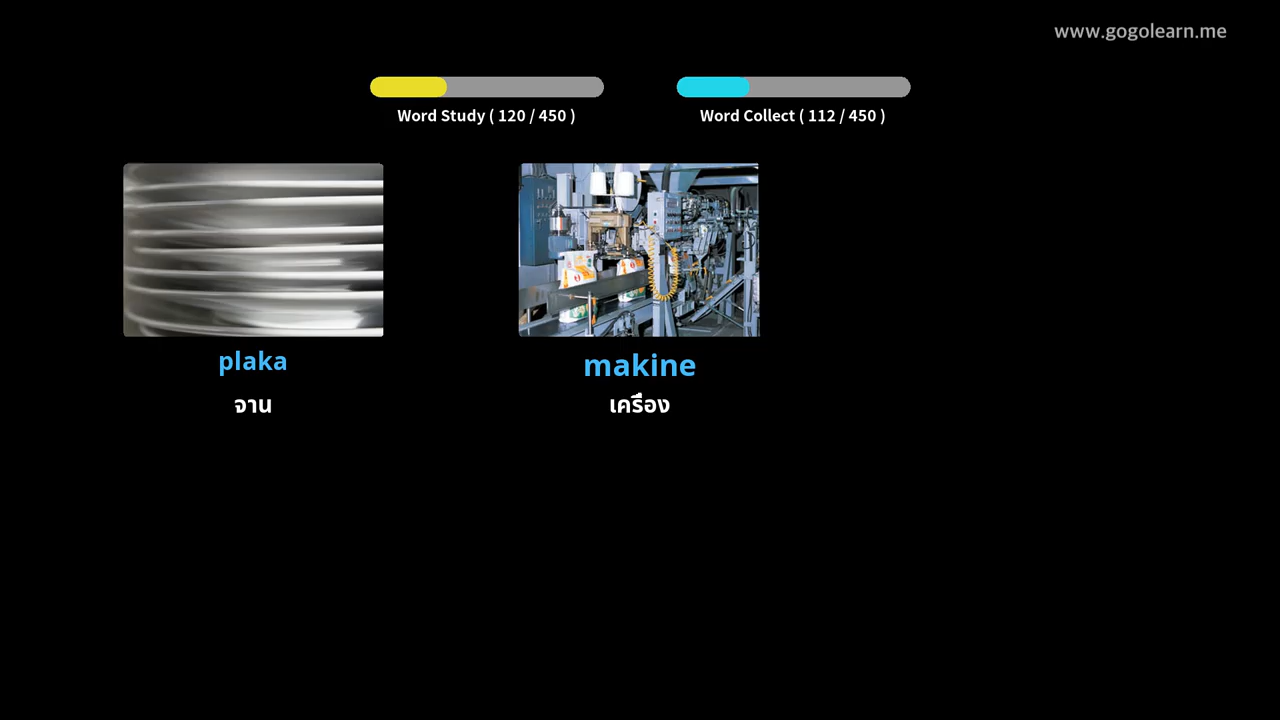 www.gogolearn.me
Word Study ( 120 / 450 )
Word Collect ( 112 / 450 )
plaka
จาน
makine
เครื่อง